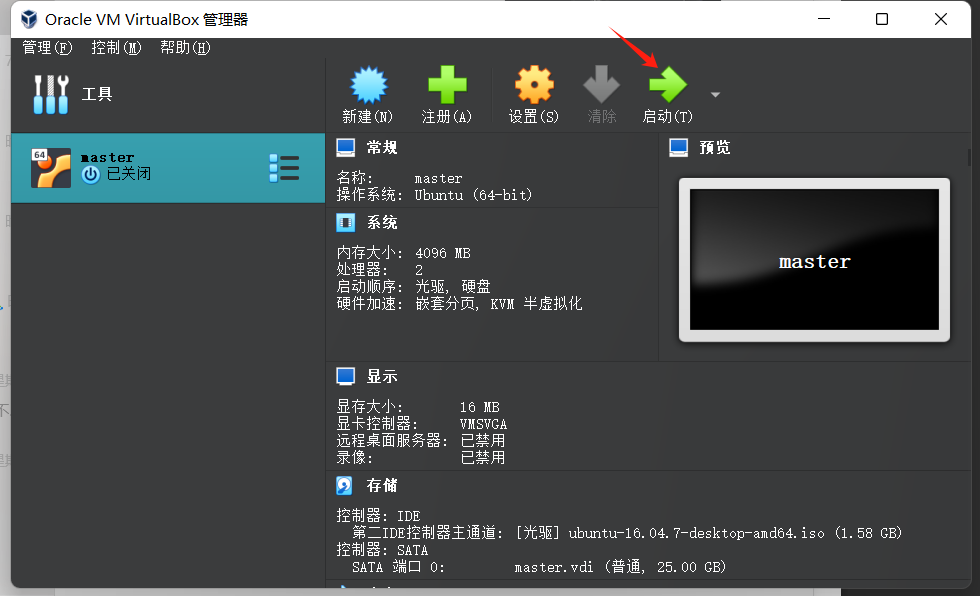 Oracle VM VirtualBox 管理器
管理(F) 控制(M) 帮助(H)
工具
新建(N) 注册(A) 设置(S) 清除 启动(T)
64
master
已关闭
常规
名称: master
操作系统: Ubuntu (64-bit)
系统
内存大小: 4096 MB
处理器: 2
启动顺序: 光驱, 硬盘
硬件加速: 嵌套分页, KVM 半虚拟化
预览
master
显示
显存大小: 16 MB
显卡控制器: VMSVGA
远程桌面服务器: 已禁用
录像: 已禁用
存储
控制器: IDE
第二IDE控制器主通道: [光驱] ubuntu-16.04.7-desktop-amd64.iso (1.58 GB)
控制器: SATA
SATA 端口 0: master.vdi (普通, 25.00 GB)